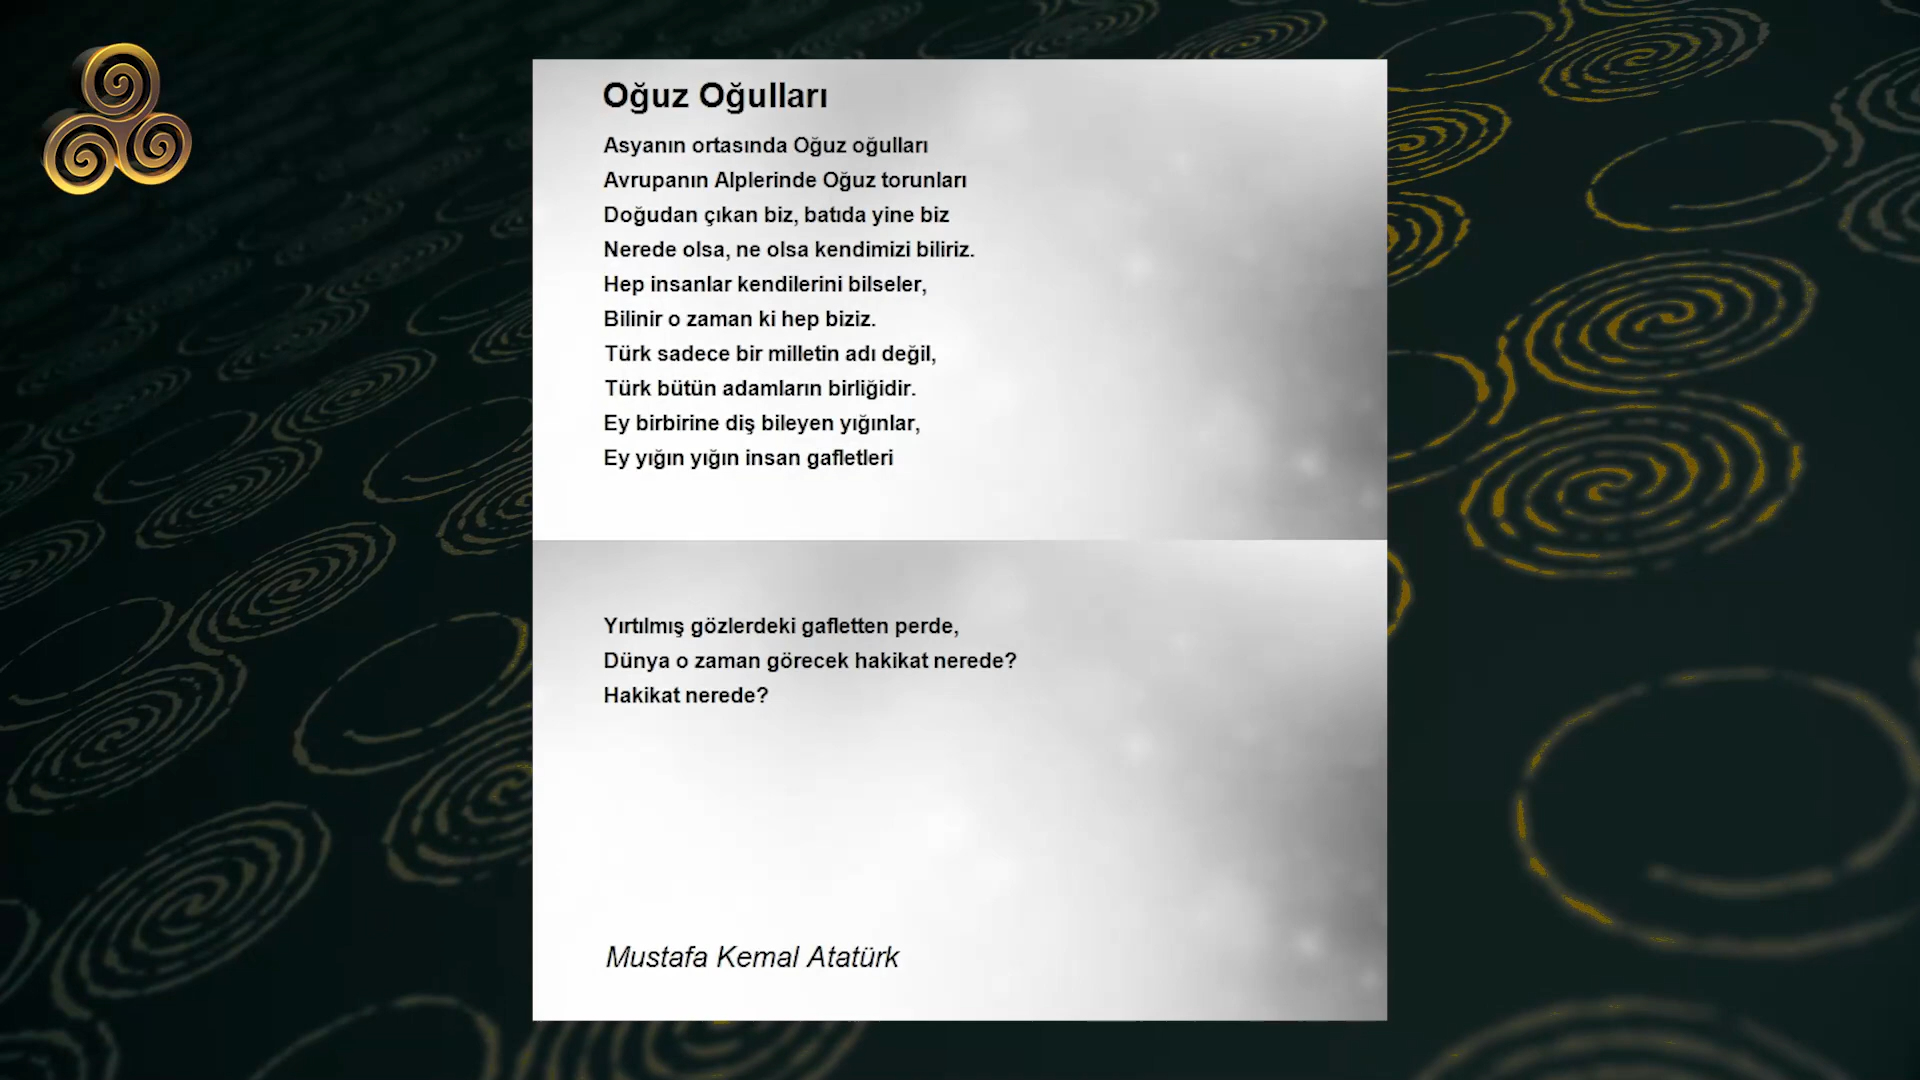 Oğuz Oğulları
Asyanın ortasında Oğuz oğulları
Avrupanın Alplerinde Oğuz torunları
Doğudan çıkan biz, batıda yine biz
Nerede olsa, ne olsa kendimizi biliriz.
Hep insanlar kendilerini bilseler,
Bilinir o zaman ki hep biziz.
Türk sadece bir milletin adı değil,
Türk bütün adamların birliğidir.
Ey birbirine diş bileyen yığınlar,
Ey yığın yığın insan gafletleri
Yırtılmış gözlerdeki gafletten perde,
Dünya o zaman görecek hakikat nerede?
Hakikat nerede?
Mustafa Kemal Atatürk